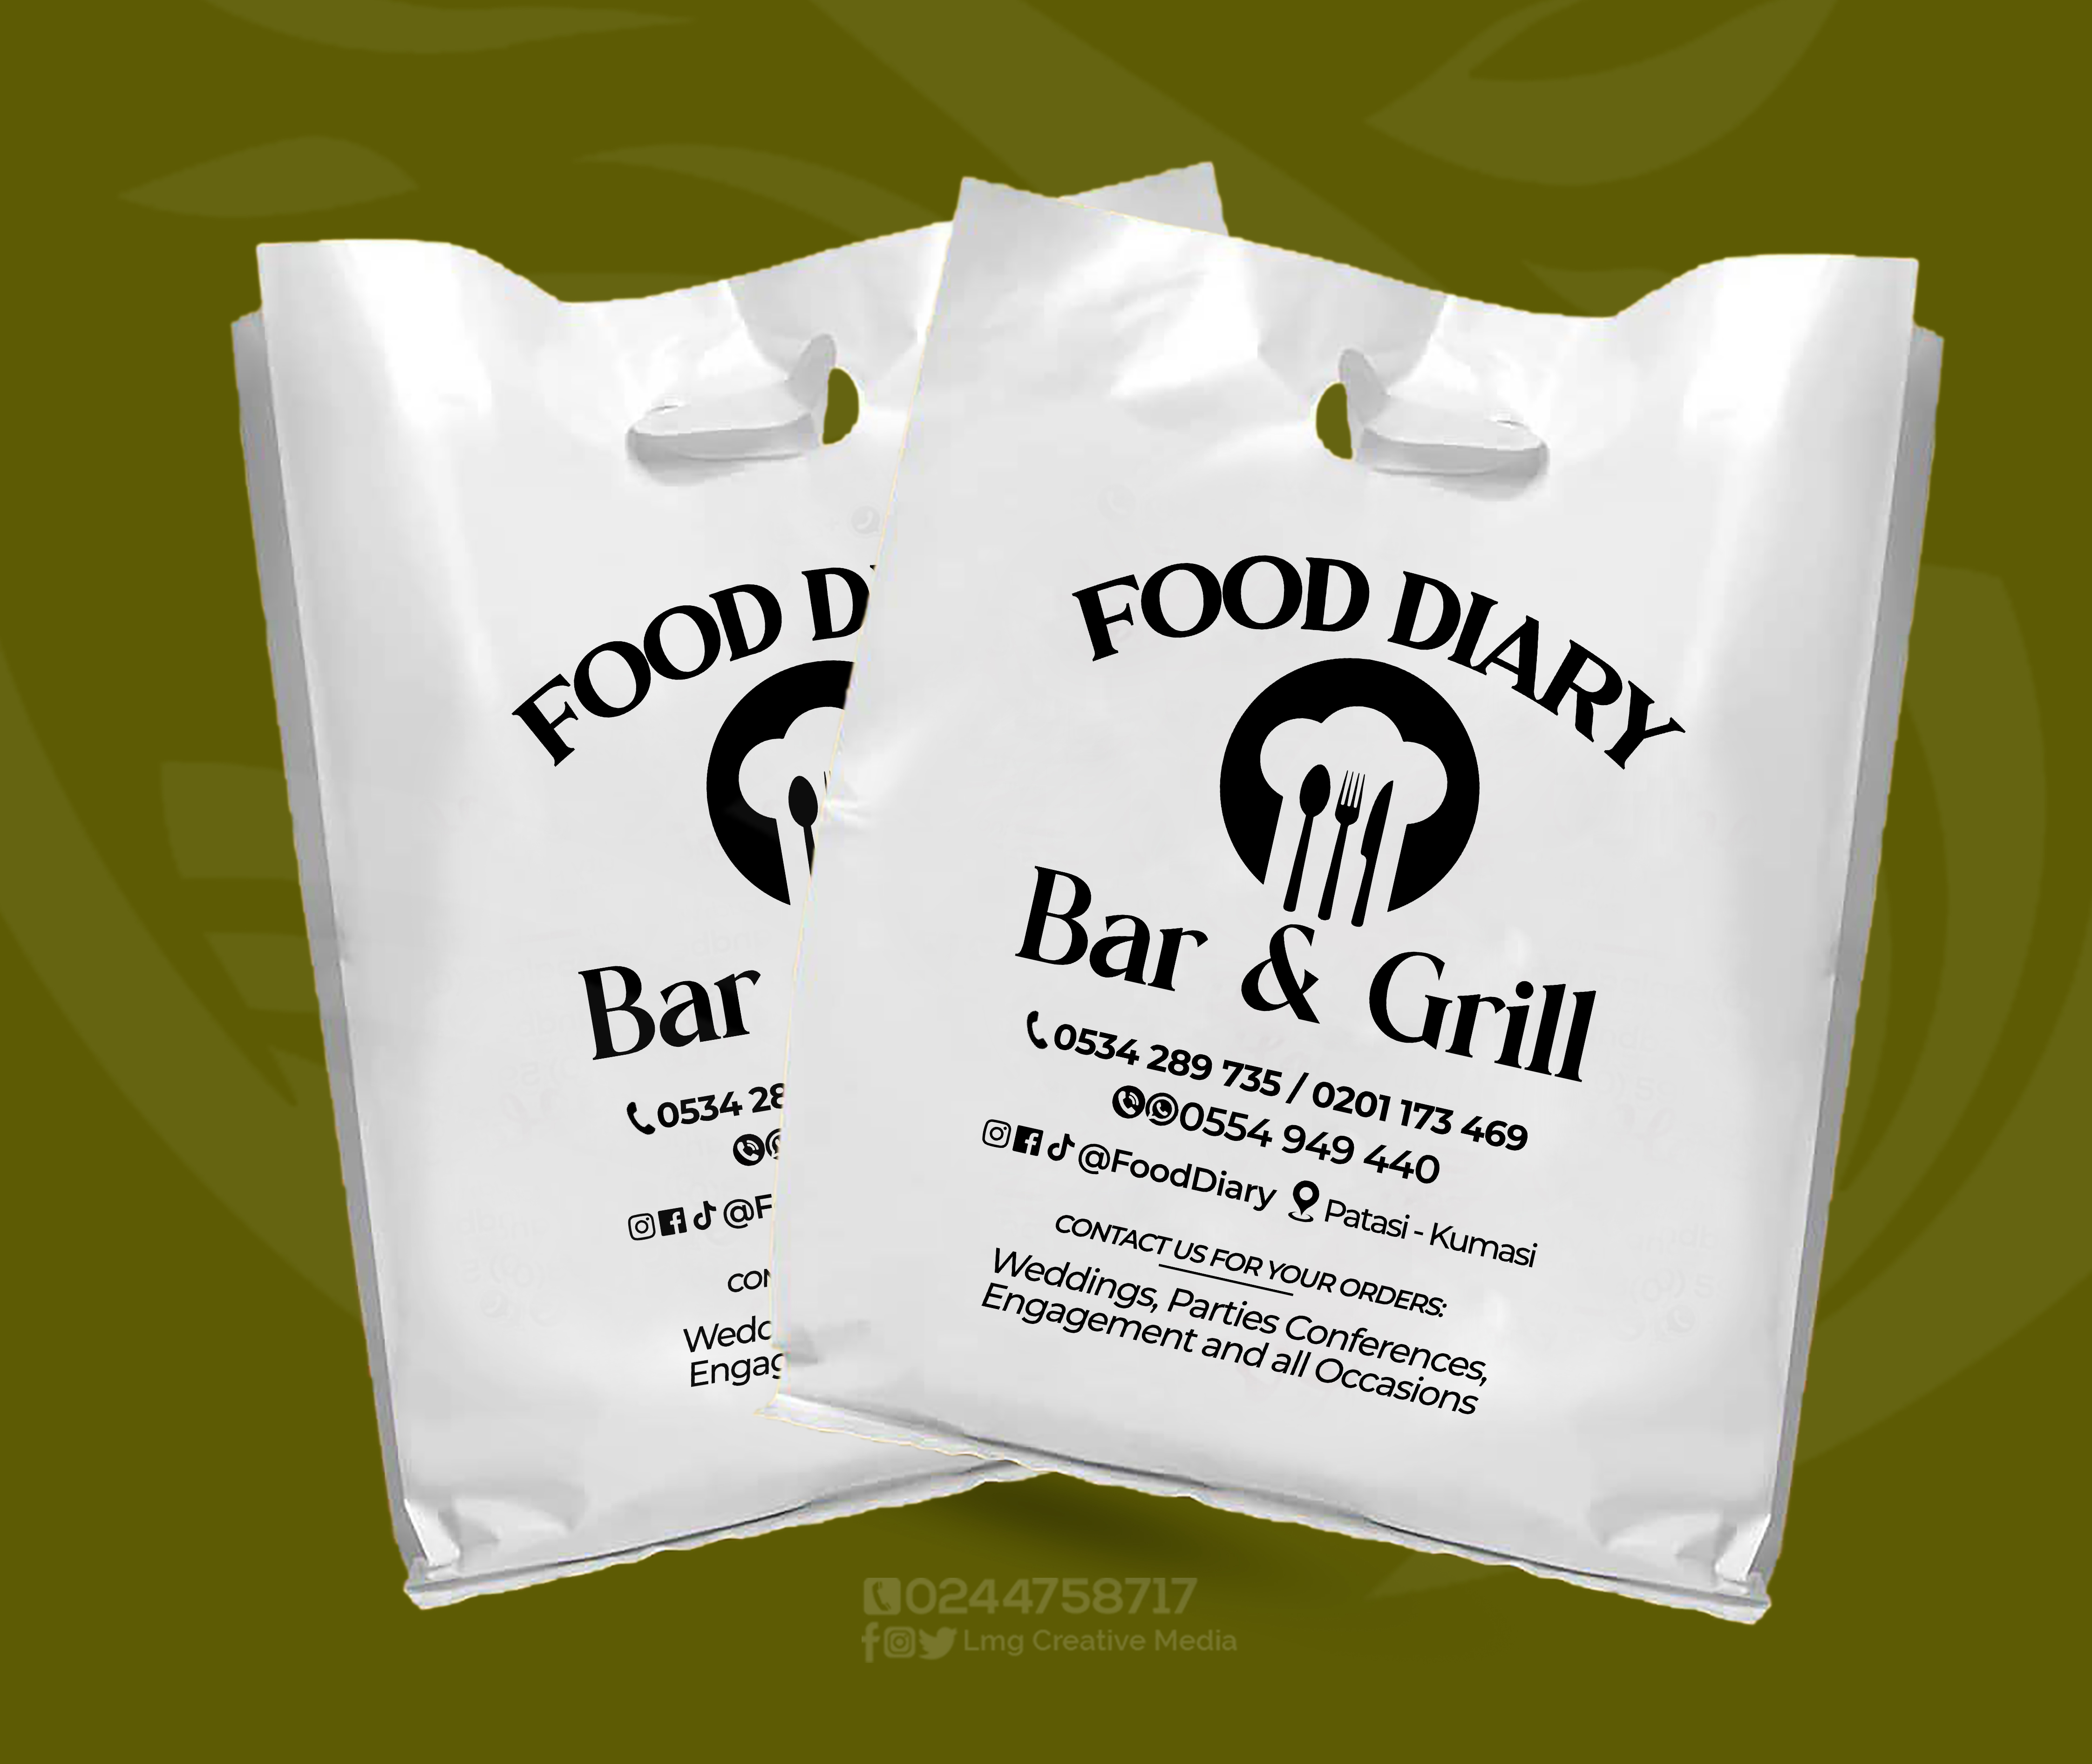 FOOD DI
Bar
0534 28
@F
CON
Wedd
Engag
FOOD DIARY
Bar & Grill
0534 289 735 / 0201 173 469
0554 949 440
@FoodDiary Patasi - Kumasi
CONTACT US FOR YOUR ORDERS:
Weddings, Parties Conferences,
Engagement and all Occasions
0244758717
Lmg Creative Media